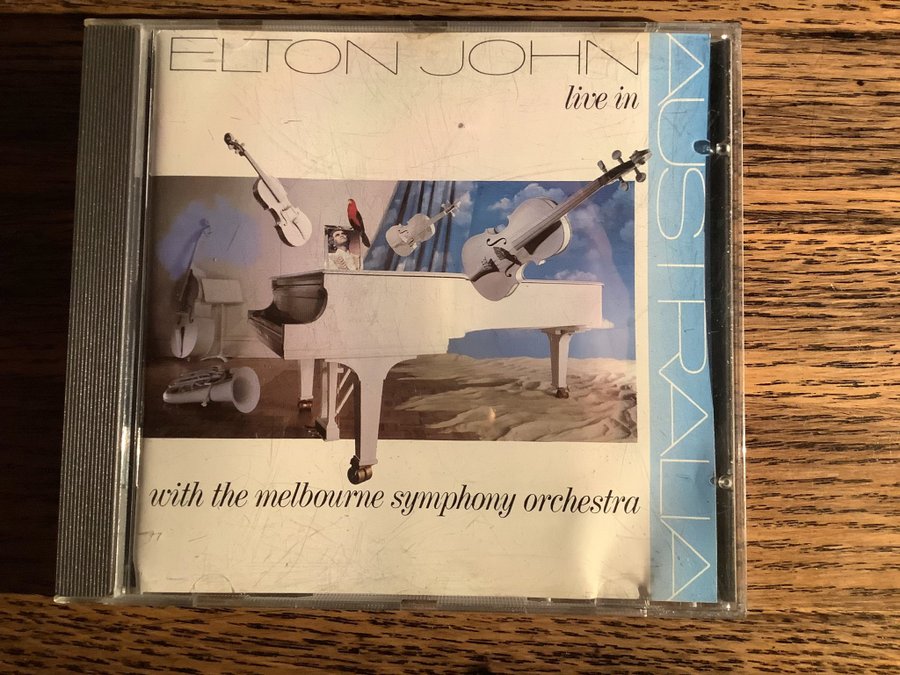 ELTON JOHN
live in
AUSTRALIA
with the melbourne symphony orchestra